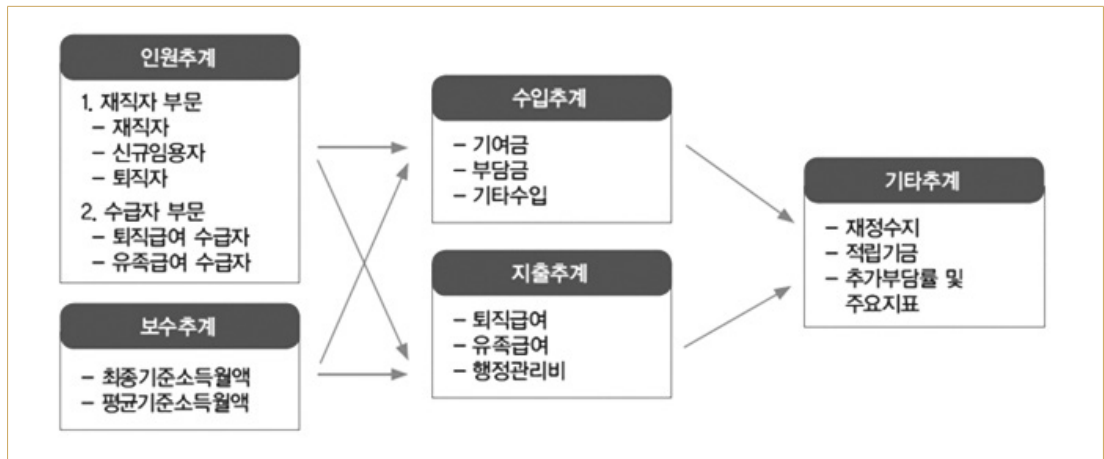 인원추계
1. 재직자 부문
– 재직자
– 신규임용자
– 퇴직자
2. 수급자 부문
– 퇴직급여 수급자
– 유족급여 수급자
보수추계
– 최종기준소득월액
– 평균기준소득월액
수입추계
– 기여금
– 부담금
– 기타수입
지출추계
– 퇴직급여
– 유족급여
– 행정관리비
기타추계
– 재정수지
– 적립기금
– 추가부담률 및
주요지표